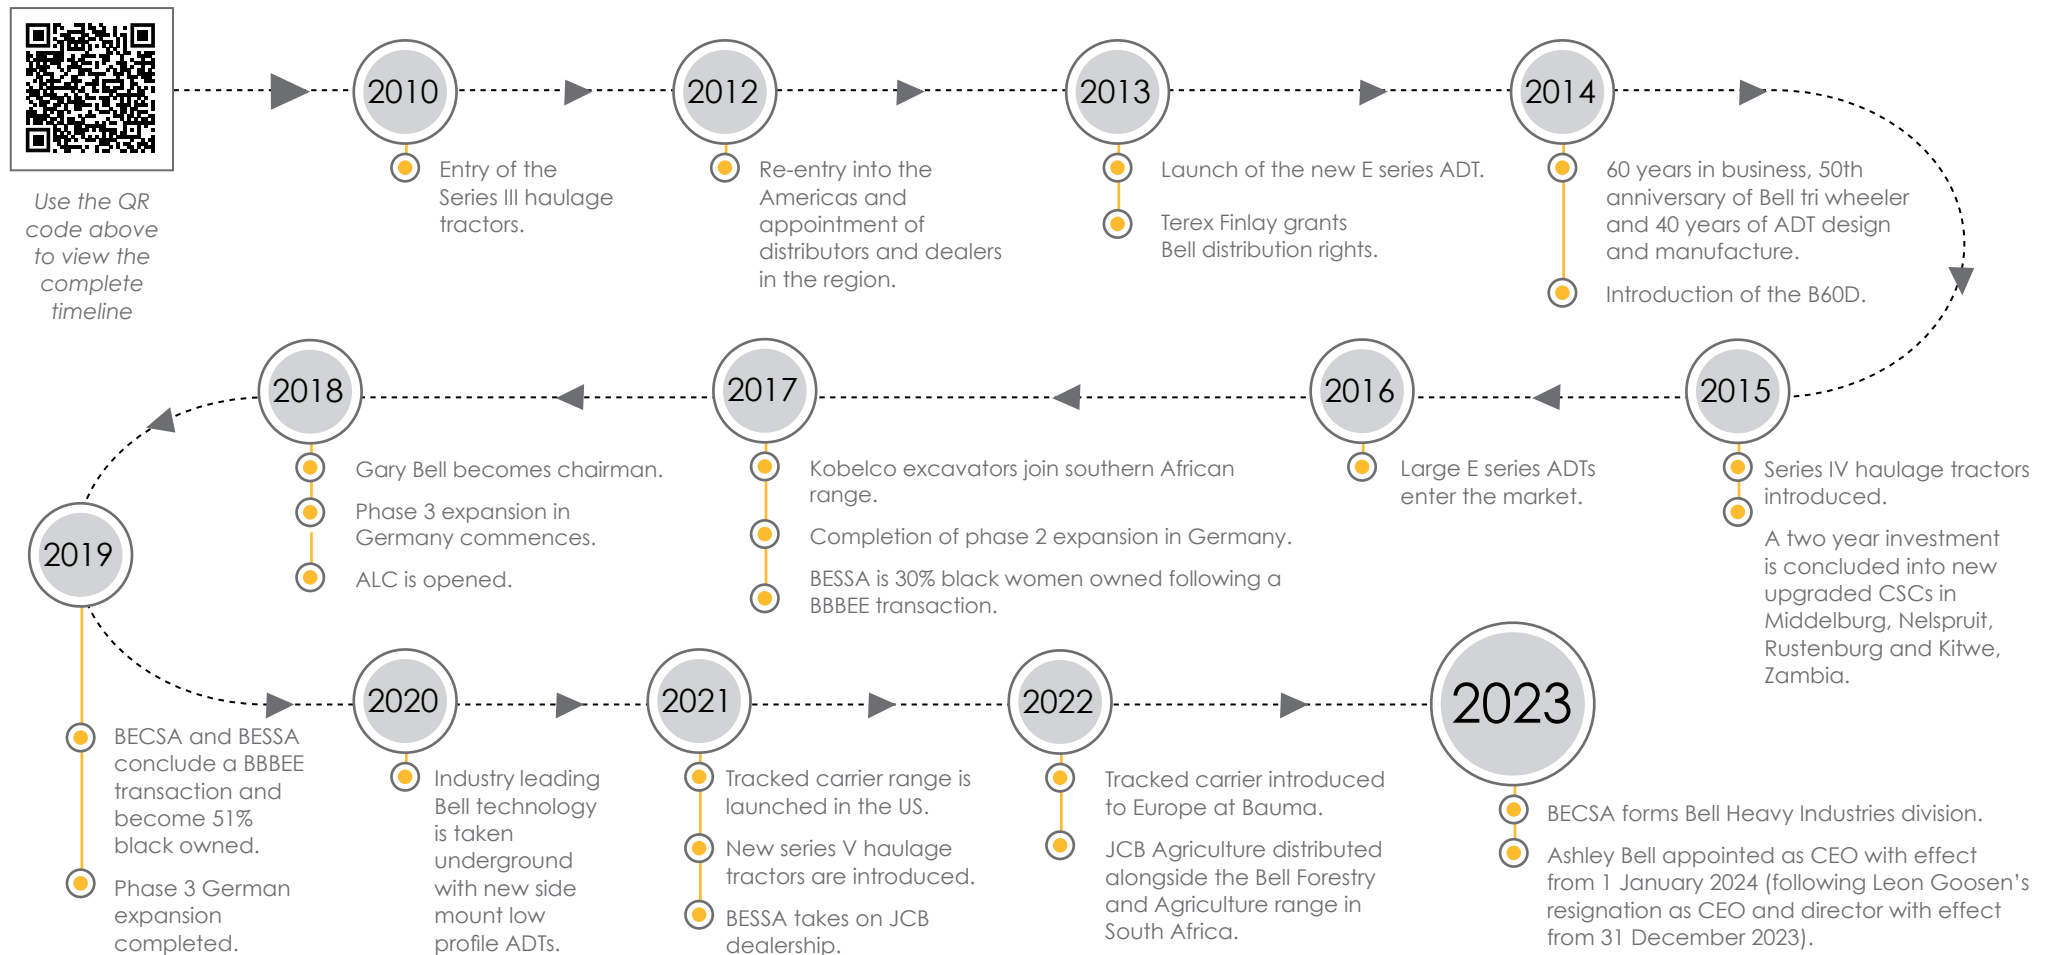 Use the QR
code above
to view the
complete
timeline
2010
Entry of the
Series III haulage
tractors.
2012
Re-entry into the
Americas and
appointment of
distributors and dealers
in the region.
2013
Launch of the new E series ADT.
Terex Finlay grants
Bell distribution rights.
2014
60 years in business, 50th
anniversary of Bell tri wheeler
and 40 years of ADT design
and manufacture.
Introduction of the B60D.
2015
Series IV haulage tractors
introduced.
A two year investment
is concluded into new
upgraded CSCs in
Middelburg, Nelspruit,
Rustenburg and Kitwe,
Zambia.
2016
Large E series ADTs
enter the market.
2017
Kobelco excavators join southern African
range.
Completion of phase 2 expansion in Germany.
BESSA is 30% black women owned following a
BBBEE transaction.
2018
Gary Bell becomes chairman.
Phase 3 expansion in
Germany commences.
ALC is opened.
2019
BECSA and BESSA
conclude a BBBEE
transaction and
become 51%
black owned.
Phase 3 German
expansion
completed.
2020
Industry leading
Bell technology
is taken
underground
with new side
mount low
profile ADTs.
2021
Tracked carrier range is
launched in the US.
New series V haulage
tractors are introduced.
BESSA takes on JCB
dealership.
2022
Tracked carrier introduced
to Europe at Bauma.
JCB Agriculture distributed
alongside the Bell Forestry
and Agriculture range in
South Africa.
2023
BECSA forms Bell Heavy Industries division.
Ashley Bell appointed as CEO with effect
from 1 January 2024 (following Leon Goosen's
resignation as CEO and director with effect
from 31 December 2023).